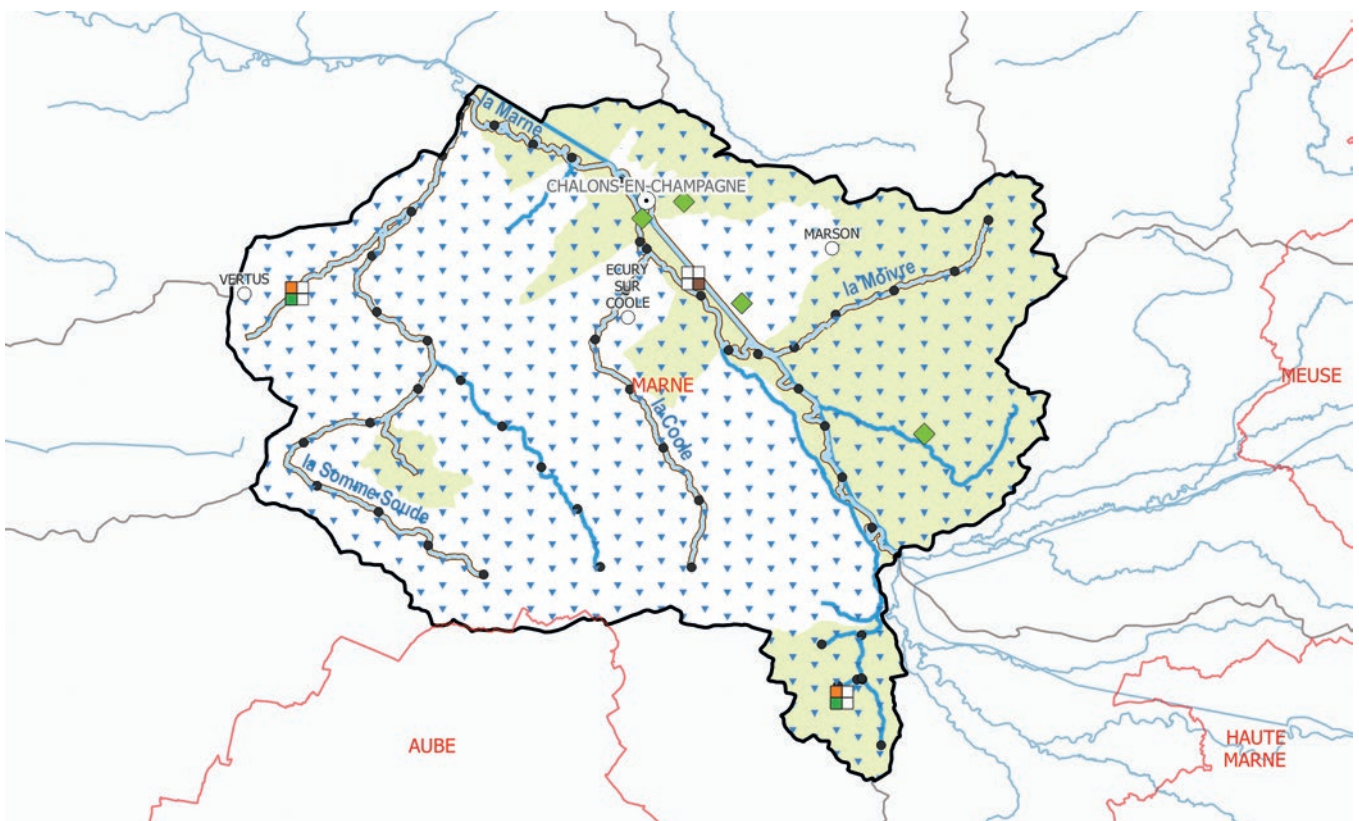 la Marne
CHALONS-EN-CHAMPAGNE
MARSON
VERTUS
ECURY
SUR
COOLE
la Moivre
MARNE
MEUSE
la Coole
la Somme Soude
AUBE
HAUTE
MARNE